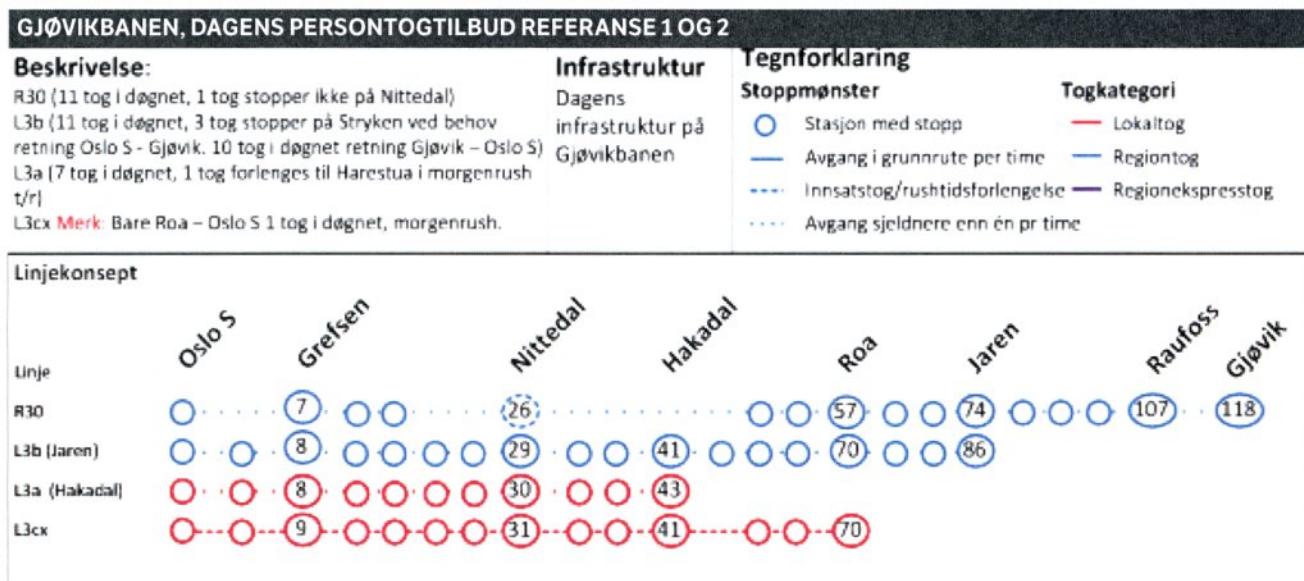 GJØVIKBANEN, DAGENS PERSONTOGTILBUD REFERANSE 1 OG 2
Beskrivelse:
R30 (11 tog i døgnet, 1 tog stopper ikke på Nittedal)
L3b (11 tog i døgnet, 3 tog stopper på Stryken ved behov
retning Oslo S - Gjøvik. 10 tog i døgnet retning Gjøvik – Oslo S)
L3a (7 tog i døgnet, 1 tog forlenges til Harestua i morgenrush
t/r)
L3cx Merk: Bare Roa – Oslo S 1 tog i døgnet, morgenrush.
Infrastruktur
Dagens
infrastruktur på
Gjøvikbanen
Tegnforklaring
Stoppmønster
Stasjon med stopp
Avgang i grunnrute per time
Innsatstog/rushtidsforlengelse
Avgang sjeldnere enn én pr time
Togkategori
Lokaltog
Regiontog
Regionekspresstog
Linjekonsept
Oslo S Grefsen Nittedal Hakadal Roa Jaren Raufoss Gjøvik
Linje
R30 7 26 57 74 107 118
L3b (Jaren) 8 29 41 70 86
L3a (Hakadal) 8 30 43
L3cx 9 31 41 70